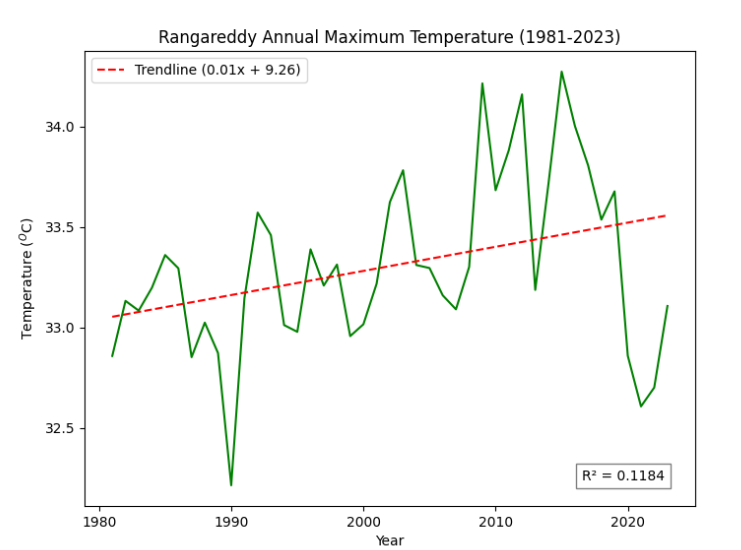 Rangareddy Annual Maximum Temperature (1981-2023)
Trendline (0.01x + 9.26)
Temperature (⁰C)
34.0
33.5
33.0
32.5
R² = 0.1184
1980 1990 2000 2010 2020
Year